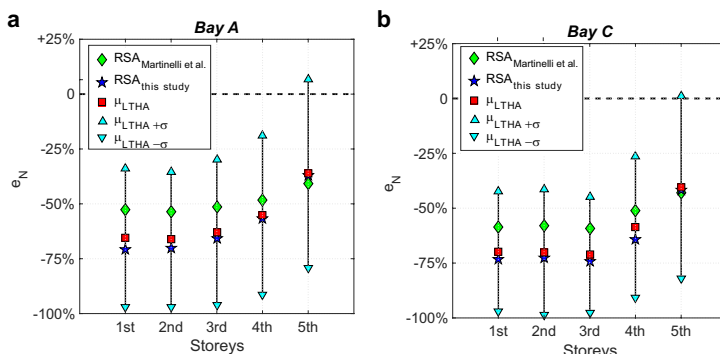 a
Bay A
+25%
0
-25%
-50%
-75%
-100%
e_N
RSA_Martinelli et al.
RSA_this study
μ_LTHA
μ_LTHA +σ
μ_LTHA −σ
1st 2nd 3rd 4th 5th
Storeys
b
Bay C
+25%
0
-25%
-50%
-75%
-100%
e_N
RSA_Martinelli et al.
RSA_this study
μ_LTHA
μ_LTHA +σ
μ_LTHA −σ
1st 2nd 3rd 4th 5th
Storeys